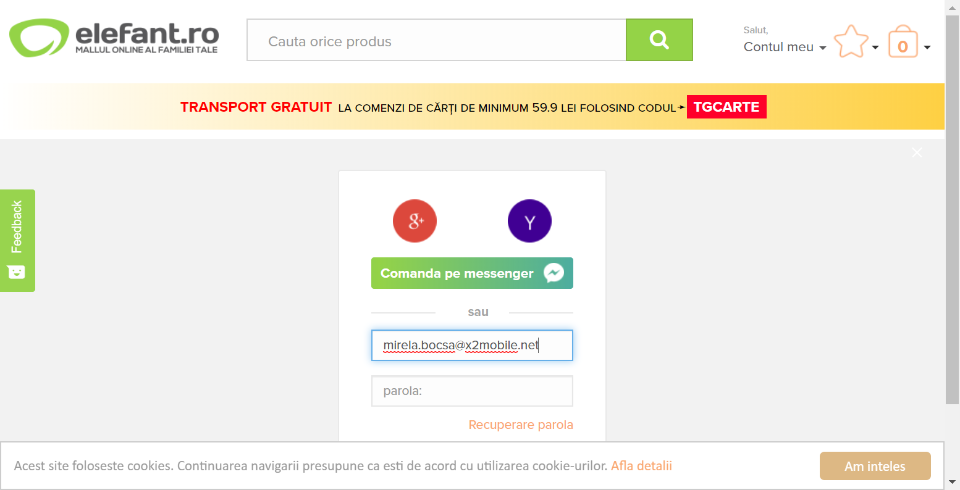 elefant.ro
MALLUL ONLINE AL FAMILIEI TALE
Cauta orice produs
Salut,
Contul meu
0
TRANSPORT GRATUIT LA COMENZI DE CĂRȚI DE MINIMUM 59.9 LEI FOLOSIND CODUL TGCARTE
Feedback
g+
Y
Comanda pe messenger
sau
mirela.bocsa@x2mobile.net
parola:
Recuperare parola
Acest site foloseste cookies. Continuarea navigarii presupune ca esti de acord cu utilizarea cookie-urilor. Afla detalii
Am inteles